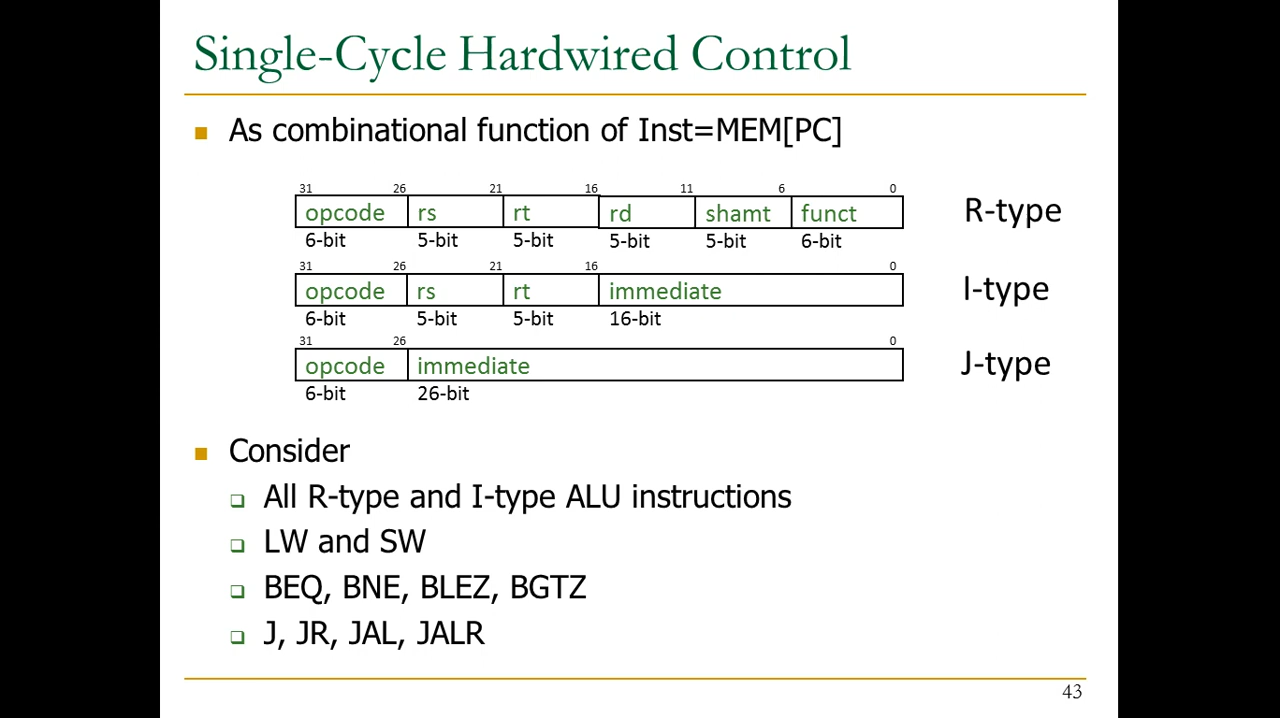 Single-Cycle Hardwired Control
As combinational function of Inst=MEM[PC]
31 26 21 16 11 6 0
opcode rs rt rd shamt funct R-type
6-bit 5-bit 5-bit 5-bit 5-bit 6-bit
31 26 21 16 0
opcode rs rt immediate I-type
6-bit 5-bit 5-bit 16-bit
31 26 0
opcode immediate J-type
6-bit 26-bit
Consider
All R-type and I-type ALU instructions
LW and SW
BEQ, BNE, BLEZ, BGTZ
J, JR, JAL, JALR
43